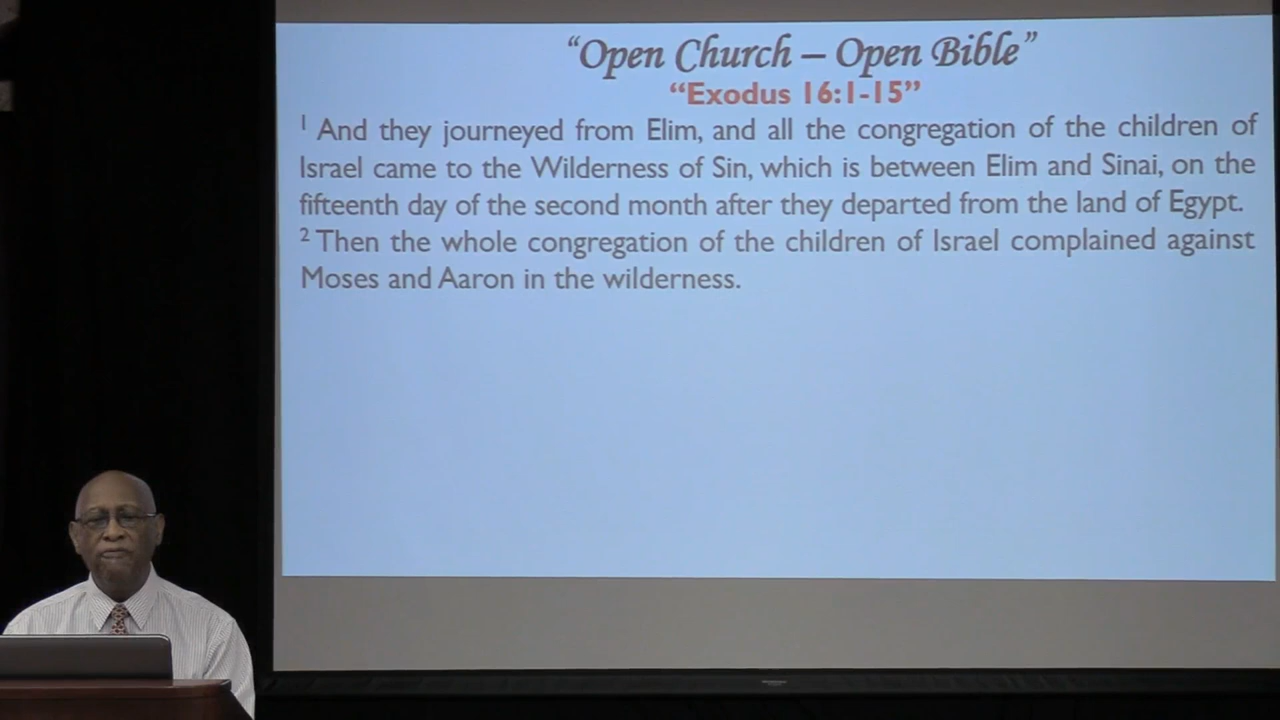 “Open Church – Open Bible”
“Exodus 16:1-15”
1 And they journeyed from Elim, and all the congregation of the children of
Israel came to the Wilderness of Sin, which is between Elim and Sinai, on the
fifteenth day of the second month after they departed from the land of Egypt.
2 Then the whole congregation of the children of Israel complained against
Moses and Aaron in the wilderness.